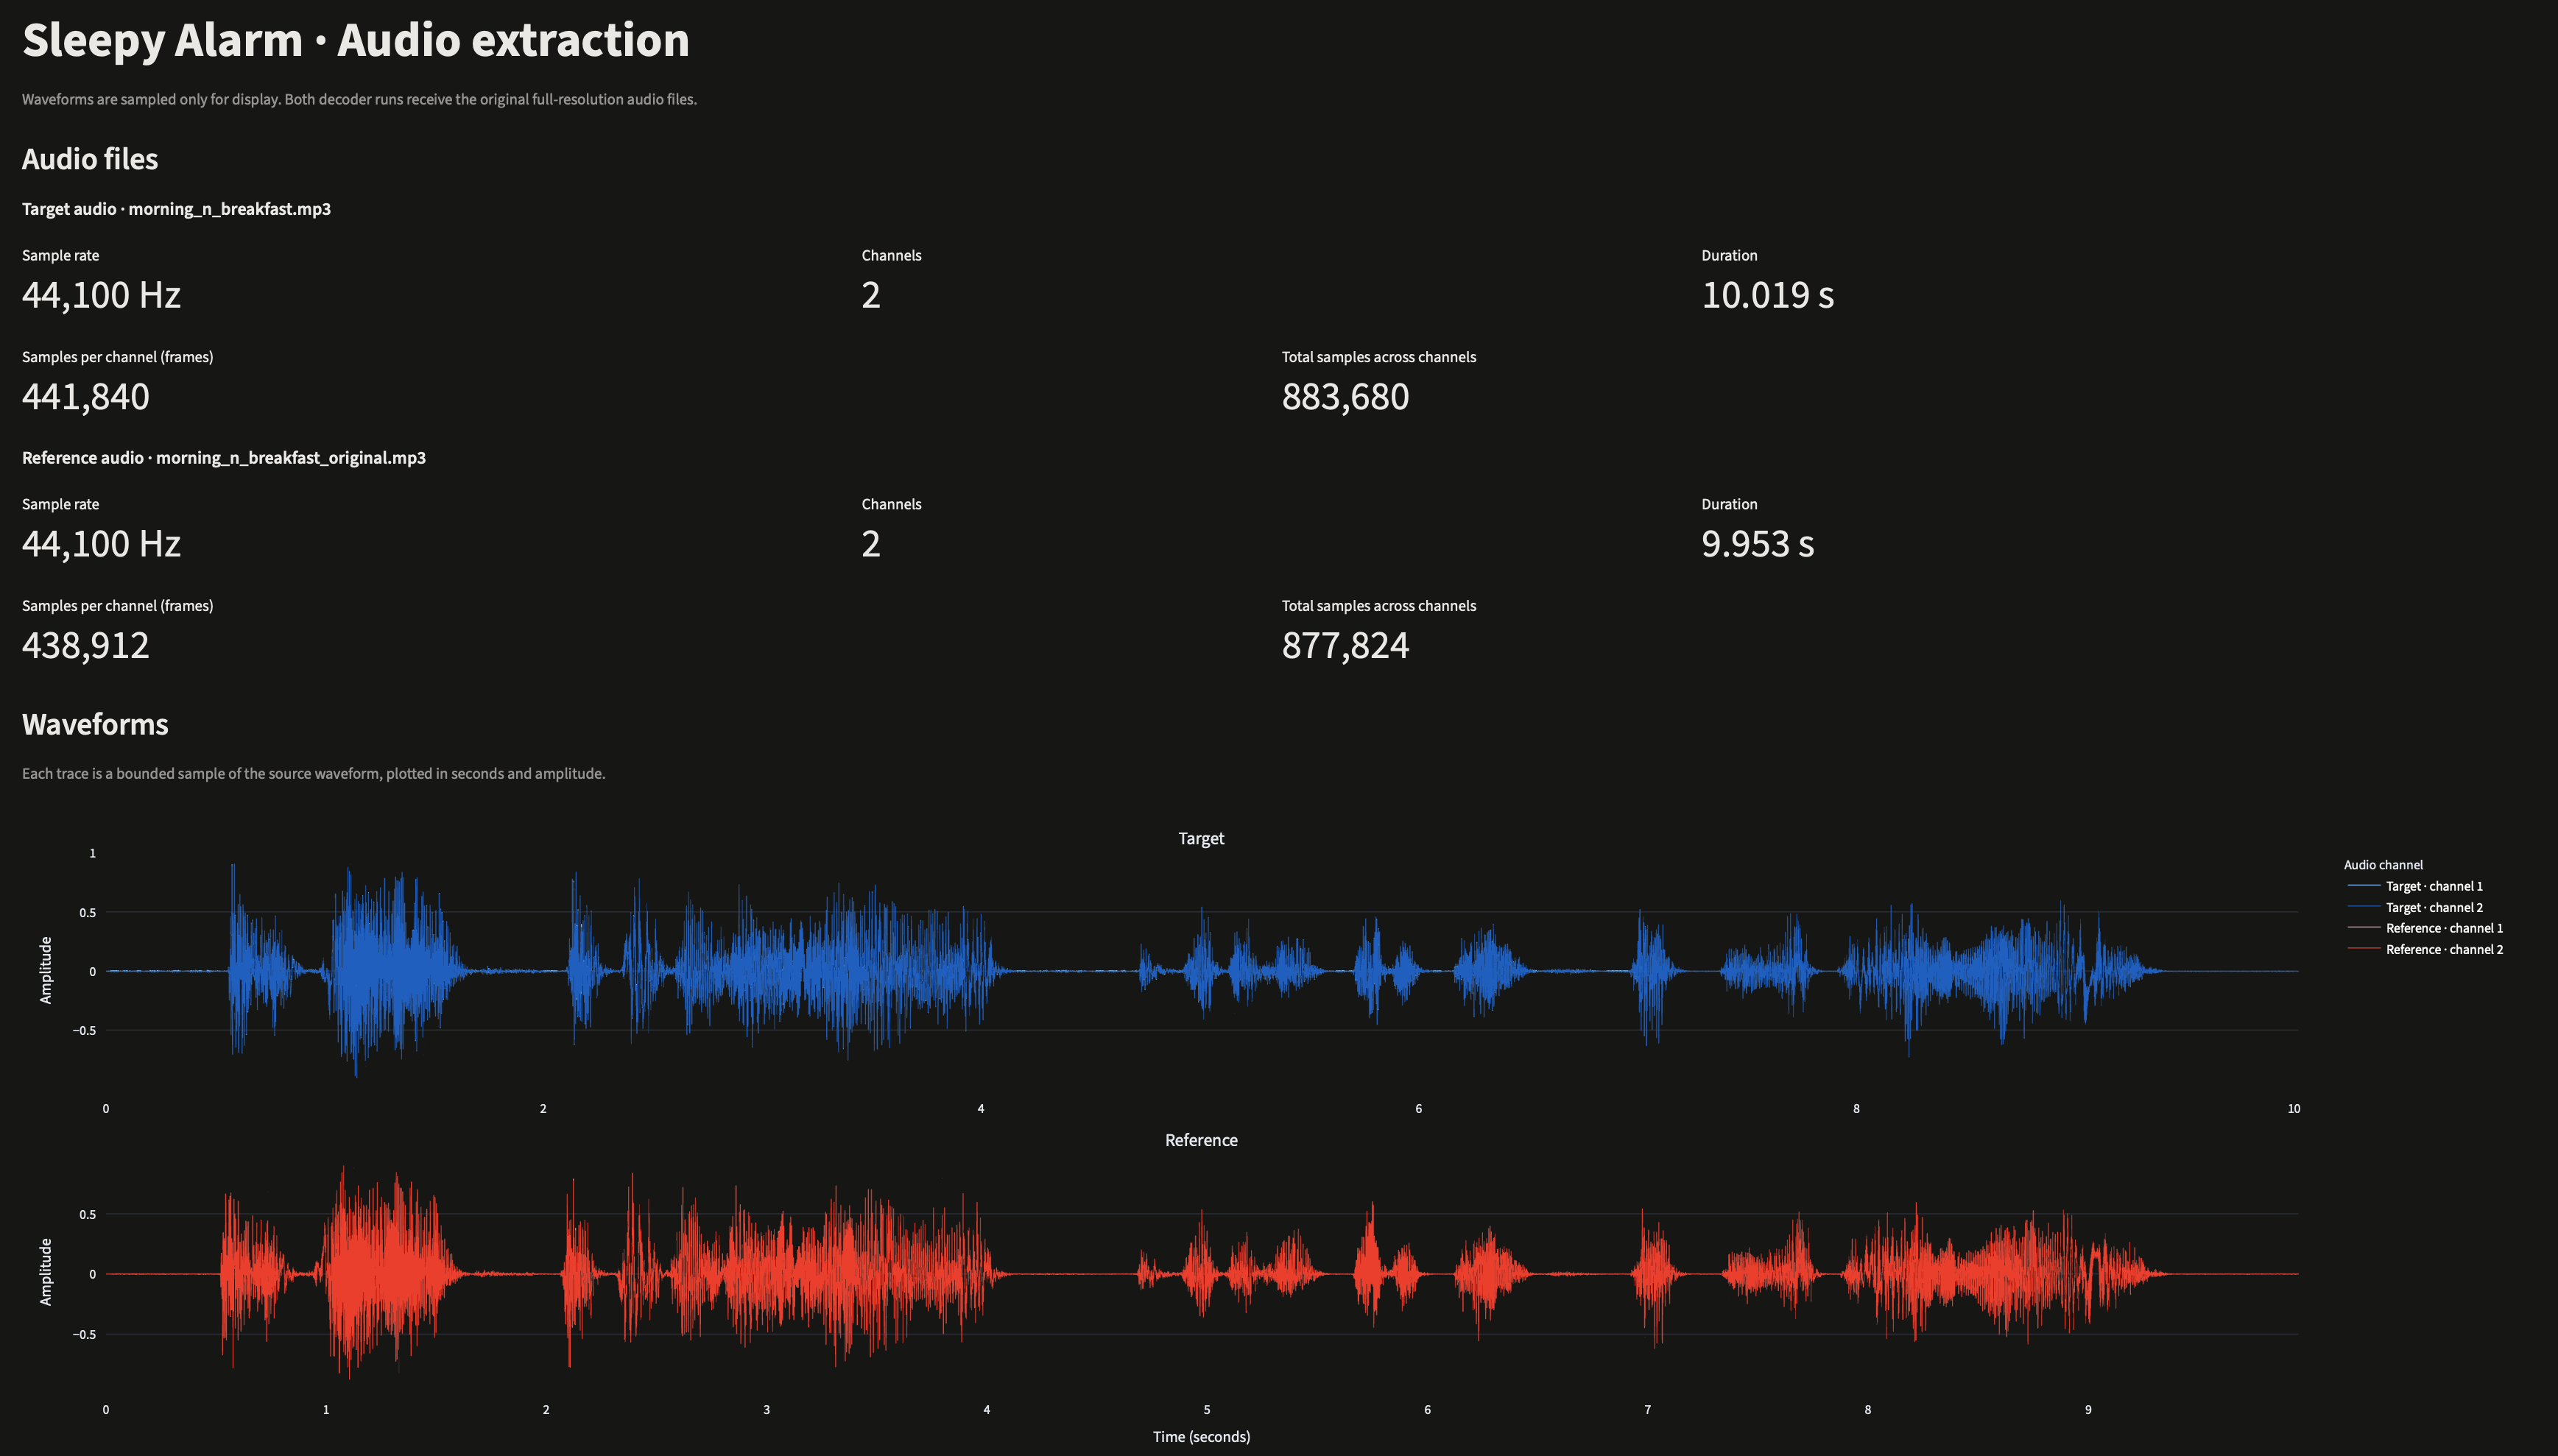 Sleepy Alarm · Audio extraction
Waveforms are sampled only for display. Both decoder runs receive the original full-resolution audio files.
Audio files
Target audio · morning_n_breakfast.mp3
Sample rate Channels Duration
44,100 Hz 2 10.019 s
Samples per channel (frames) Total samples across channels
441,840 883,680
Reference audio · morning_n_breakfast_original.mp3
Sample rate Channels Duration
44,100 Hz 2 9.953 s
Samples per channel (frames) Total samples across channels
438,912 877,824
Waveforms
Each trace is a bounded sample of the source waveform, plotted in seconds and amplitude.
Target
1
0.5
0
−0.5
Amplitude
0 2 4 6 8 10
Audio channel
Target · channel 1
Target · channel 2
Reference · channel 1
Reference · channel 2
Reference
0.5
0
−0.5
Amplitude
0 1 2 3 4 5 6 7 8 9
Time (seconds)